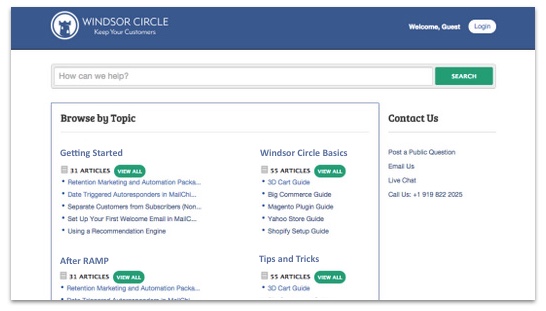 WINDSOR CIRCLE
Keep Your Customers
Welcome, Guest
Login
How can we help?
SEARCH
Browse by Topic
Getting Started
31 ARTICLES VIEW ALL
Retention Marketing and Automation Packa...
Date Triggered Autoresponders in MailChi...
Separate Customers from Subscribers (Non...
Set Up Your First Welcome Email in MailC...
Using a Recommendation Engine
Windsor Circle Basics
55 ARTICLES VIEW ALL
3D Cart Guide
Big Commerce Guide
Magento Plugin Guide
Yahoo Store Guide
Shopify Setup Guide
After RAMP
31 ARTICLES VIEW ALL
Retention Marketing and Automation Packa...
Date Triggered Autoresponders in MailChi...
Tips and Tricks
55 ARTICLES VIEW ALL
3D Cart Guide
Contact Us
Post a Public Question
Email Us
Live Chat
Call Us: +1 919 822 2025